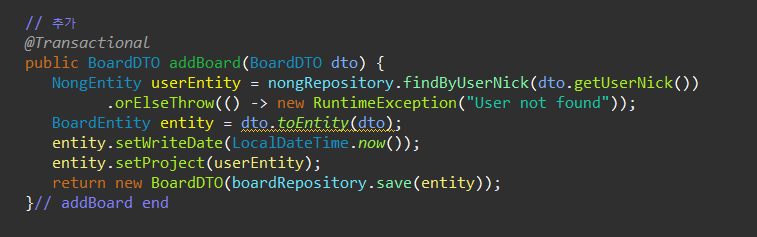 // 추가
@Transactional
public BoardDTO addBoard(BoardDTO dto) {
NongEntity userEntity = nongRepository.findByUserNick(dto.getUserNick())
.orElseThrow(() -> new RuntimeException("User not found"));
BoardEntity entity = dto.toEntity(dto);
entity.setWriteDate(LocalDateTime.now());
entity.setProject(userEntity);
return new BoardDTO(boardRepository.save(entity));
}// addBoard end